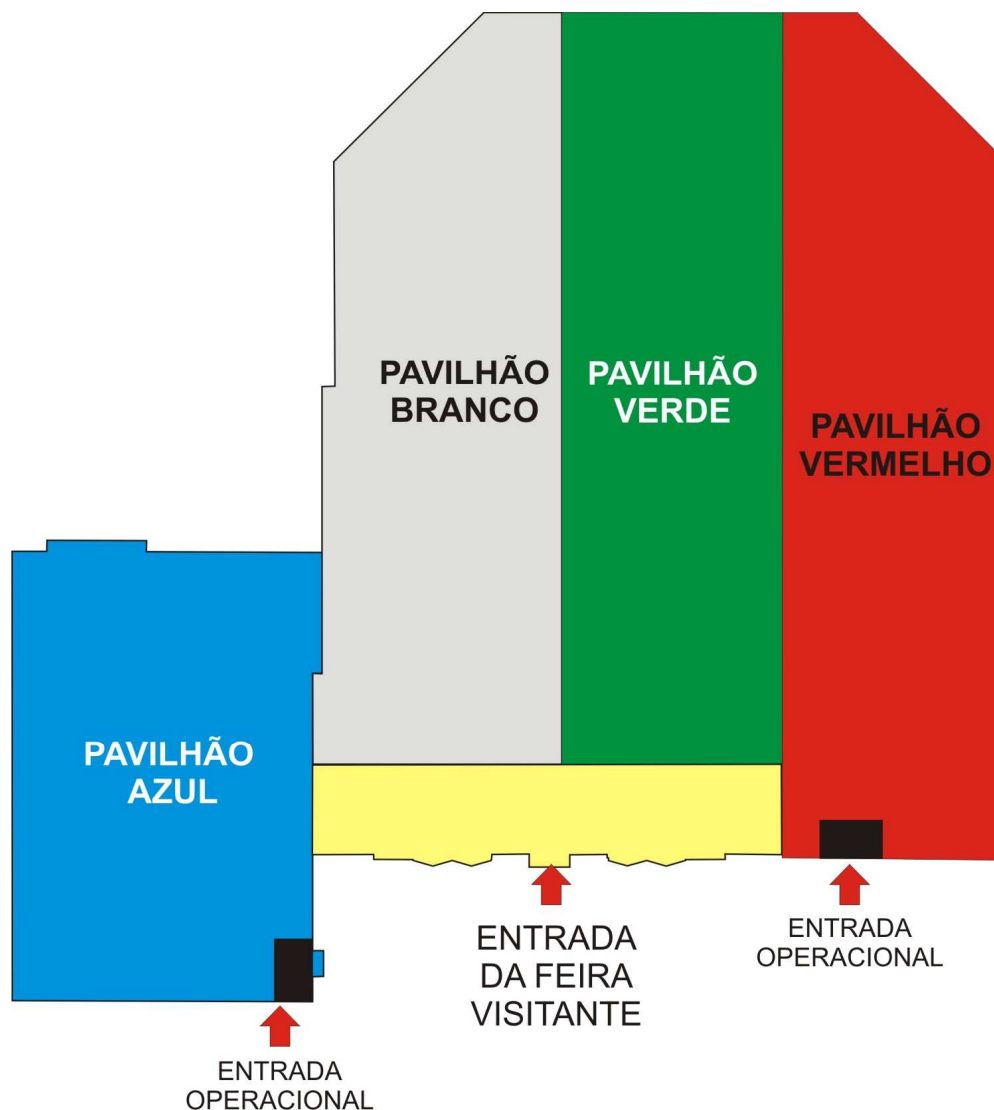 PAVILHÃO
BRANCO
PAVILHÃO
VERDE
PAVILHÃO
VERMELHO
PAVILHÃO
AZUL
ENTRADA
DA FEIRA
VISITANTE
ENTRADA
OPERACIONAL
ENTRADA
OPERACIONAL